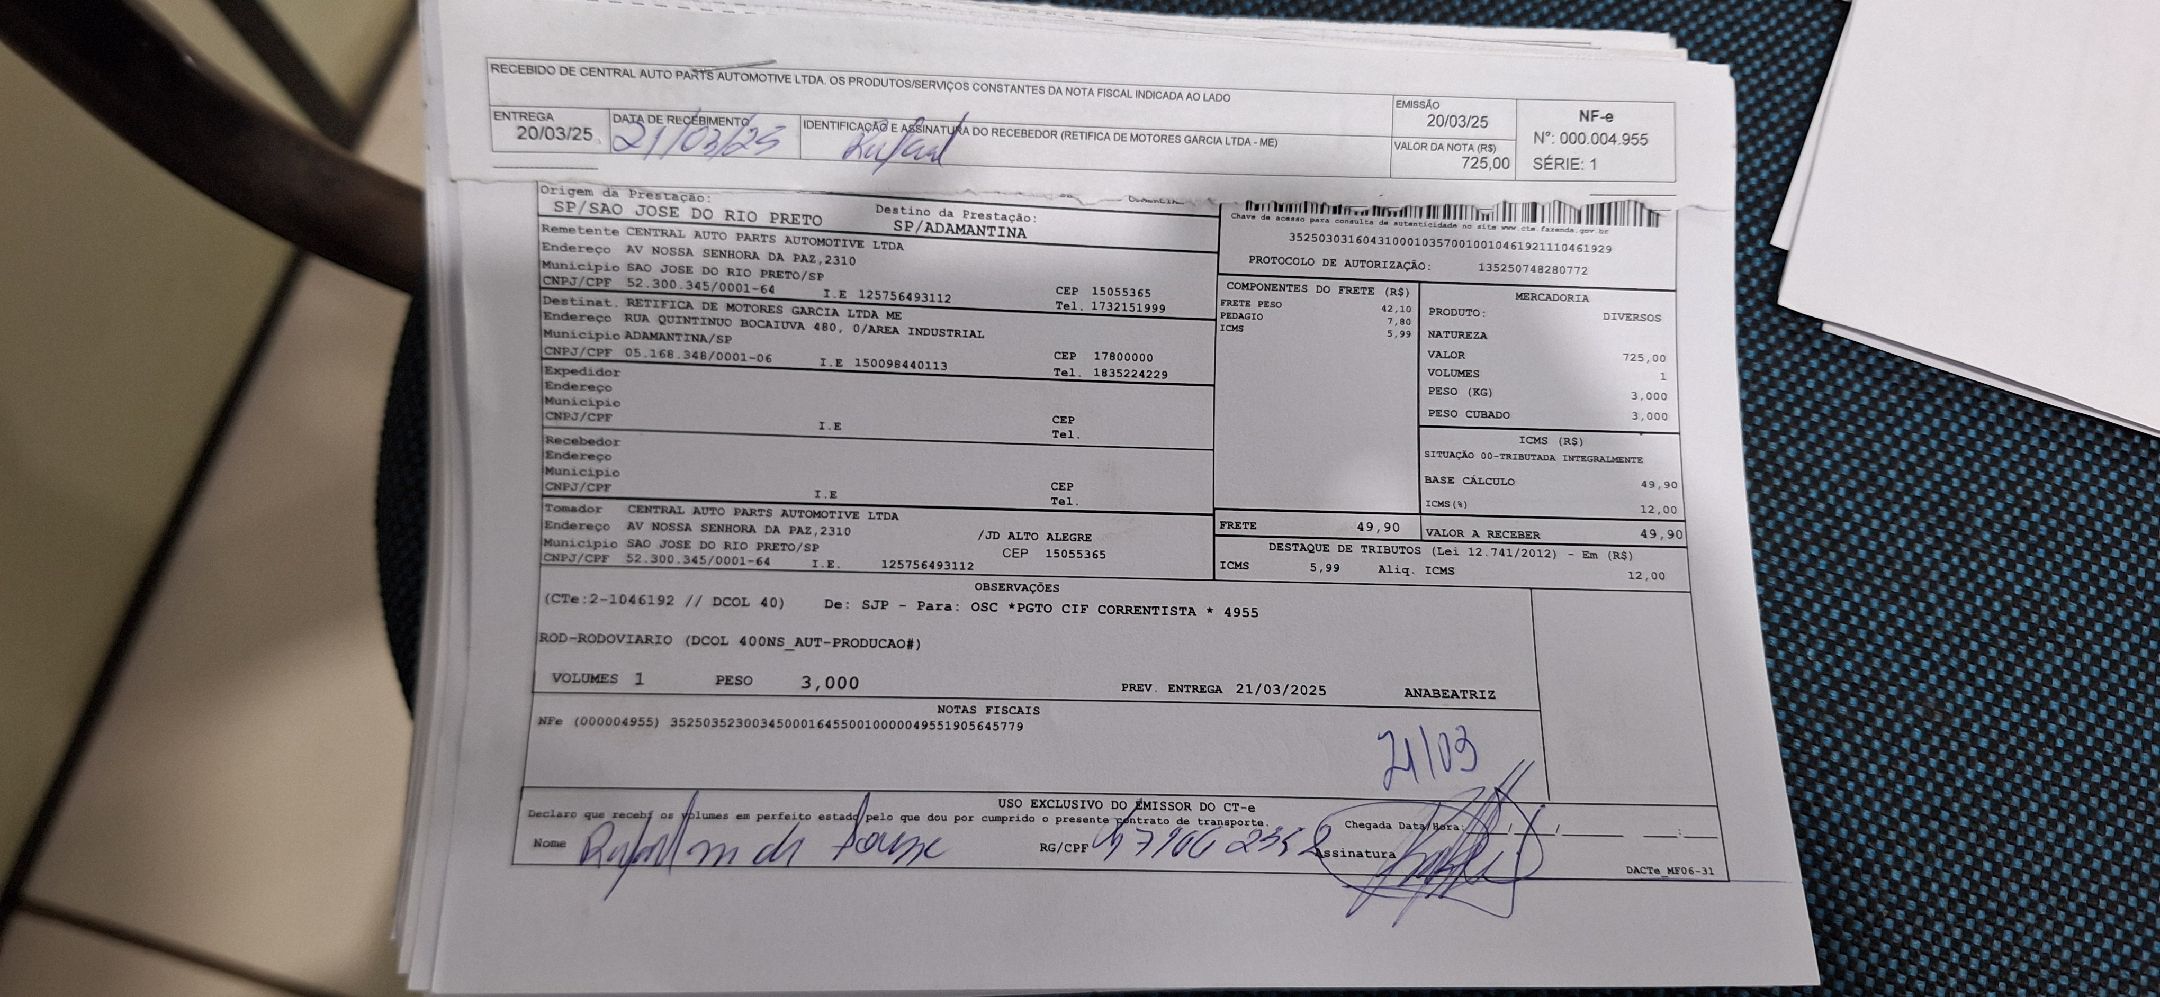 RECEBIDO DE CENTRAL AUTO PARTS AUTOMOTIVE LTDA. OS PRODUTOS/SERVIÇOS CONSTANTES DA NOTA FISCAL INDICADA AO LADO
ENTREGA
20/03/25
DATA DE RECEBIMENTO
21/03/25
IDENTIFICAÇÃO E ASSINATURA DO RECEBEDOR (RETIFICA DE MOTORES GARCIA LTDA - ME)
Rafael
EMISSÃO
20/03/25
VALOR DA NOTA (R$)
725,00
NF-e
Nº: 000.004.955
SÉRIE: 1
Origem da Prestação:
SP/SAO JOSE DO RIO PRETO
Destino da Prestação:
SP/ADAMANTINA
Remetente CENTRAL AUTO PARTS AUTOMOTIVE LTDA
Endereço AV NOSSA SENHORA DA PAZ,2310
Municipio SAO JOSE DO RIO PRETO/SP
CNPJ/CPF 52.300.345/0001-64 I.E 125756493112
CEP 15055365
Tel. 1732151999
Destinat. RETIFICA DE MOTORES GARCIA LTDA ME
Endereço RUA QUINTINUO BOCAIUVA 480, 0/AREA INDUSTRIAL
Municipio ADAMANTINA/SP
CNPJ/CPF 05.168.348/0001-06 I.E 150098440113
CEP 17800000
Tel. 1835224229
Expedidor
Endereço
Municipio
CNPJ/CPF I.E
CEP
Tel.
Recebedor
Endereço
Municipio
CNPJ/CPF I.E
CEP
Tel.
Tomador CENTRAL AUTO PARTS AUTOMOTIVE LTDA
Endereço AV NOSSA SENHORA DA PAZ,2310 /JD ALTO ALEGRE
Municipio SAO JOSE DO RIO PRETO/SP CEP 15055365
CNPJ/CPF 52.300.345/0001-64 I.E. 125756493112
Chave de acesso para consulta de autenticidade no site www.cte.fazenda.gov.br
35250303160431000103570010010461921110461929
PROTOCOLO DE AUTORIZAÇÃO: 135250748280772
COMPONENTES DO FRETE (R$)
FRETE PESO 42,10
PEDAGIO 7,80
ICMS 5,99
MERCADORIA
PRODUTO: DIVERSOS
NATUREZA
VALOR 725,00
VOLUMES 1
PESO (KG) 3,000
PESO CUBADO 3,000
ICMS (R$)
SITUAÇÃO 00-TRIBUTADA INTEGRALMENTE
BASE CÁLCULO 49,90
ICMS(%) 12,00
FRETE 49,90
VALOR A RECEBER 49,90
DESTAQUE DE TRIBUTOS (Lei 12.741/2012) - Em (R$)
ICMS 5,99 Aliq. ICMS 12,00
OBSERVAÇÕES
(CTe:2-1046192 // DCOL 40) De: SJP - Para: OSC *PGTO CIF CORRENTISTA * 4955
ROD-RODOVIARIO (DCOL 400NS_AUT-PRODUCAO#)
VOLUMES 1 PESO 3,000 PREV. ENTREGA 21/03/2025 ANABEATRIZ
NOTAS FISCAIS
NFe (000004955) 35250352300345000164550010000049551905645779
21/03
USO EXCLUSIVO DO EMISSOR DO CT-e
Declaro que recebi os volumes em perfeito estado pelo que dou por cumprido o presente contrato de transporte.
Chegada Data/Hora: / / :
Nome Rafael
RG/CPF
Assinatura
DACTe_MF06-31